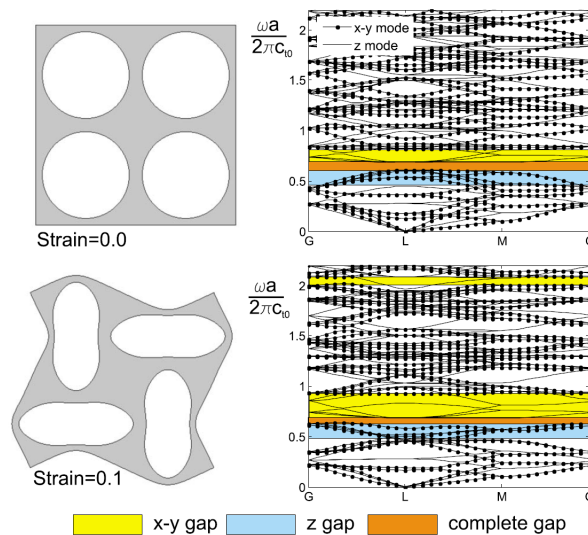 ωa
2πc_t0
x-y mode
z mode
2
1.5
1
0.5
0
G
L
M
G
Strain=0.0
ωa
2πc_t0
2
1.5
1
0.5
0
G
L
M
G
Strain=0.1
x-y gap
z gap
complete gap